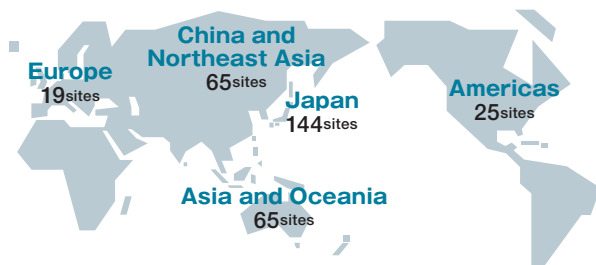 China and
Northeast Asia
65sites
Europe
19sites
Japan
144sites
Americas
25sites
Asia and Oceania
65sites